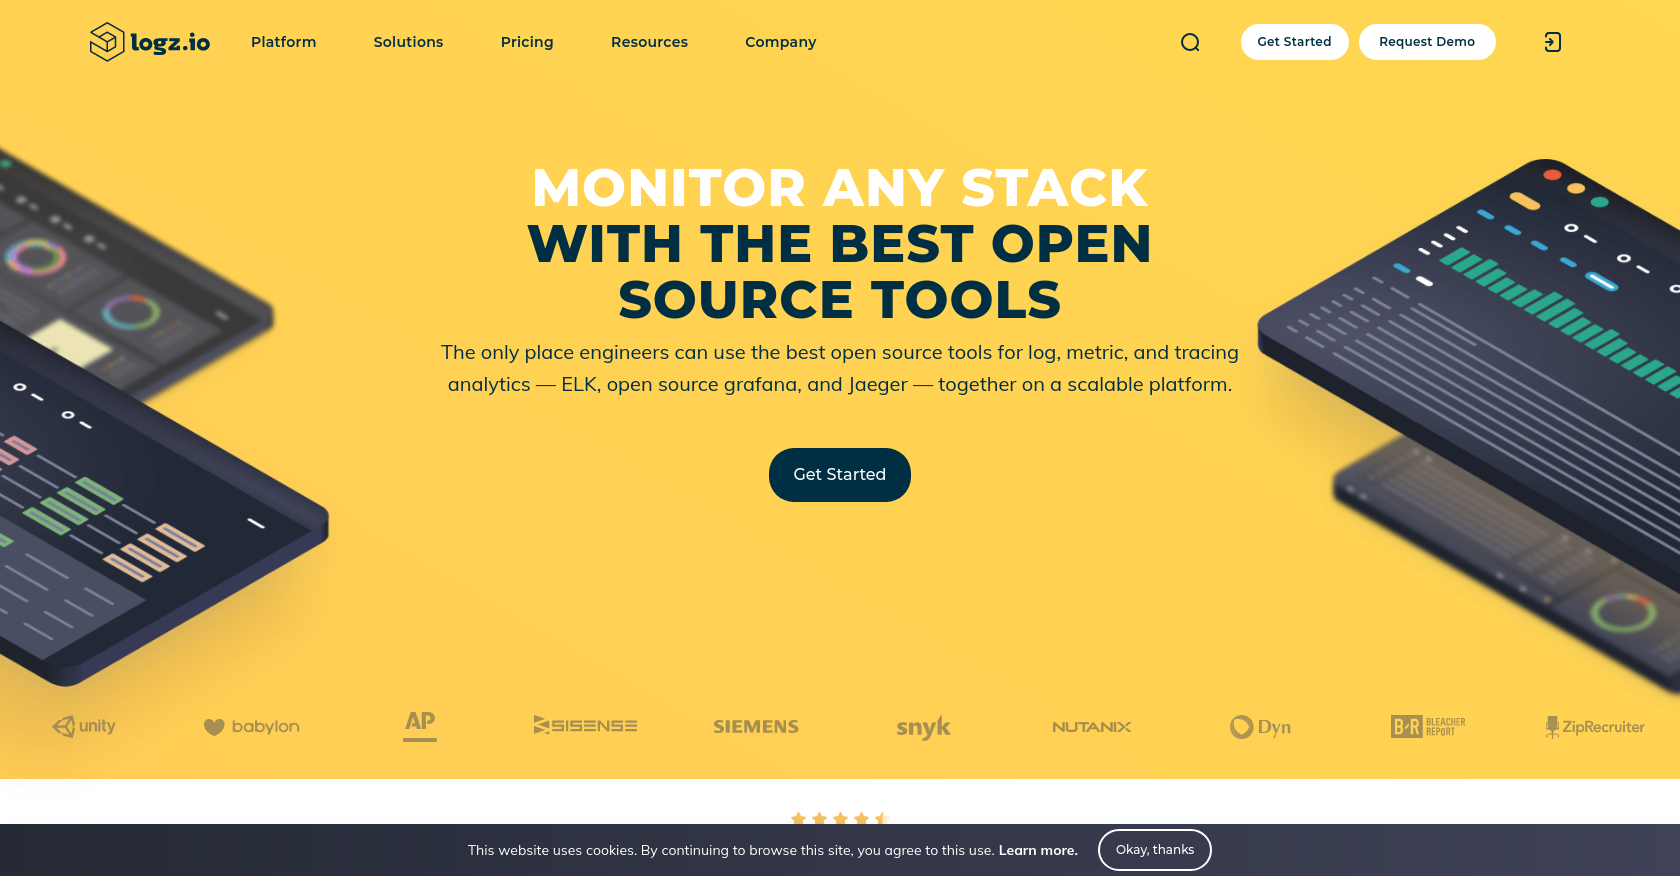 logz.io
Platform
Solutions
Pricing
Resources
Company
Get Started
Request Demo
MONITOR ANY STACK
WITH THE BEST OPEN
SOURCE TOOLS
The only place engineers can use the best open source tools for log, metric, and tracing
analytics — ELK, open source grafana, and Jaeger — together on a scalable platform.
Get Started
unity
babylon
AP
SISENSE
SIEMENS
snyk
NUTANIX
Dyn
B/R BLEACHER
REPORT
ZipRecruiter
This website uses cookies. By continuing to browse this site, you agree to this use. Learn more.
Okay, thanks